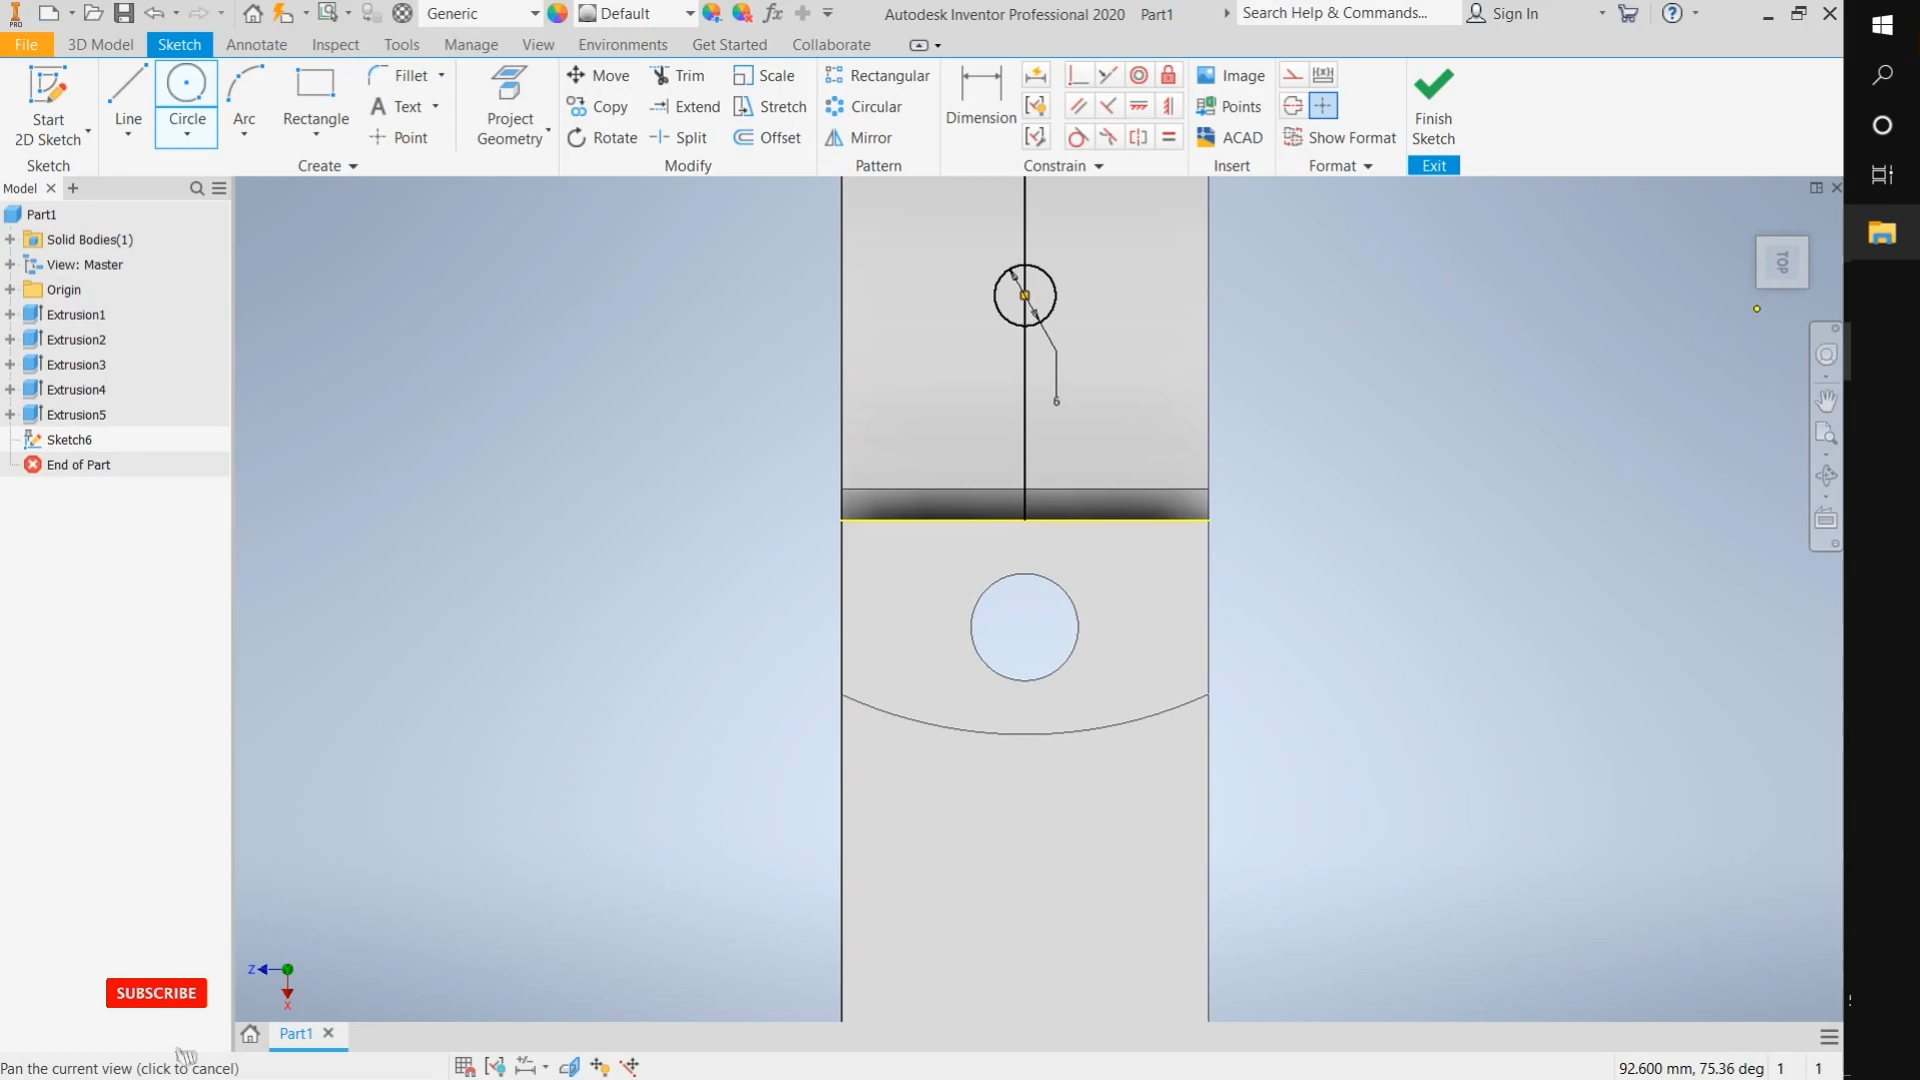 PRO
Generic
Default
fx
Autodesk Inventor Professional 2020 Part1
Search Help & Commands...
Sign In
File
3D Model
Sketch
Annotate
Inspect
Tools
Manage
View
Environments
Get Started
Collaborate
Start
2D Sketch
Line
Circle
Arc
Rectangle
Fillet
Text
Point
Project
Geometry
Move
Copy
Rotate
Trim
Extend
Split
Scale
Stretch
Offset
Rectangular
Circular
Mirror
Dimension
Image
Points
ACAD
Show Format
Finish
Sketch
Sketch
Create
Modify
Pattern
Constrain
Insert
Format
Exit
Model
Part1
Solid Bodies(1)
View: Master
Origin
Extrusion1
Extrusion2
Extrusion3
Extrusion4
Extrusion5
Sketch6
End of Part
TOP
6
Z
X
SUBSCRIBE
Part1
Pan the current view (click to cancel)
92.600 mm, 75.36 deg 1 1